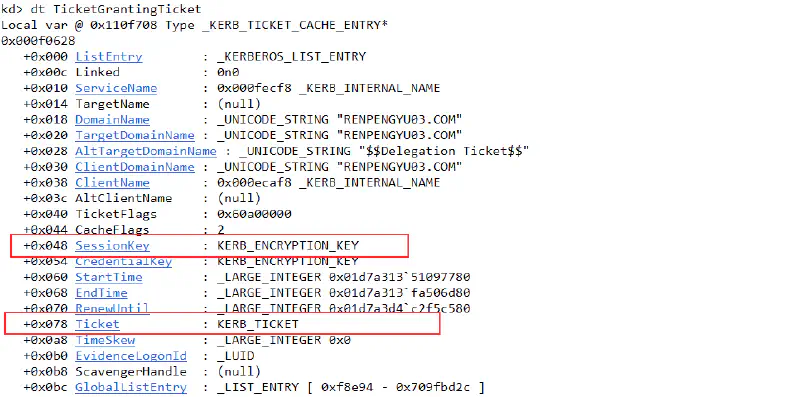 kd> dt TicketGrantingTicket
Local var @ 0x110f708 Type _KERB_TICKET_CACHE_ENTRY*
0x000f0628
+0x000 ListEntry : _KERBEROS_LIST_ENTRY
+0x00c Linked : 0n0
+0x010 ServiceName : 0x000fecf8 _KERB_INTERNAL_NAME
+0x014 TargetName : (null)
+0x018 DomainName : _UNICODE_STRING "RENPENGYU03.COM"
+0x020 TargetDomainName : _UNICODE_STRING "RENPENGYU03.COM"
+0x028 AltTargetDomainName : _UNICODE_STRING "$$Delegation Ticket$$"
+0x030 ClientDomainName : _UNICODE_STRING "RENPENGYU03.COM"
+0x038 ClientName : 0x000ecaf8 _KERB_INTERNAL_NAME
+0x03c AltClientName : (null)
+0x040 TicketFlags : 0x60a00000
+0x044 CacheFlags : 2
+0x048 SessionKey : KERB_ENCRYPTION_KEY
+0x054 CredentialKey : KERB_ENCRYPTION_KEY
+0x060 StartTime : _LARGE_INTEGER 0x01d7a313`51097780
+0x068 EndTime : _LARGE_INTEGER 0x01d7a313`fa506d80
+0x070 RenewUntil : _LARGE_INTEGER 0x01d7a3d4`c2f5c580
+0x078 Ticket : KERB_TICKET
+0x0a8 TimeSkew : _LARGE_INTEGER 0x0
+0x0b0 EvidenceLogonId : _LUID
+0x0b8 ScavengerHandle : (null)
+0x0bc GlobalListEntry : _LIST_ENTRY [ 0xf8e94 - 0x709fbd2c ]